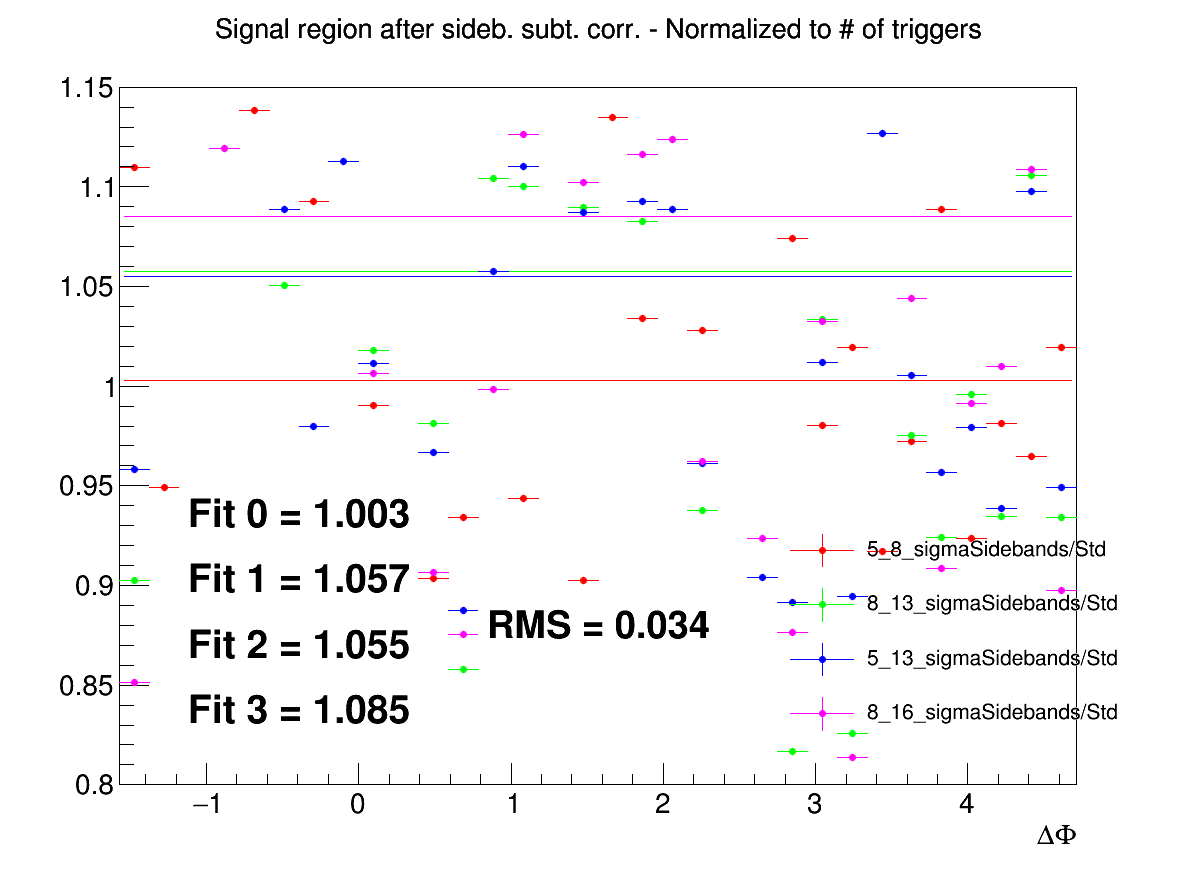 Signal region after sideb. subt. corr. - Normalized to # of triggers
1.15
1.1
1.05
1
0.95
0.9
0.85
0.8
Fit 0 = 1.003
Fit 1 = 1.057
Fit 2 = 1.055
Fit 3 = 1.085
RMS = 0.034
5_8_sigmaSidebands/Std
8_13_sigmaSidebands/Std
5_13_sigmaSidebands/Std
8_16_sigmaSidebands/Std
−1 0 1 2 3 4
ΔΦ